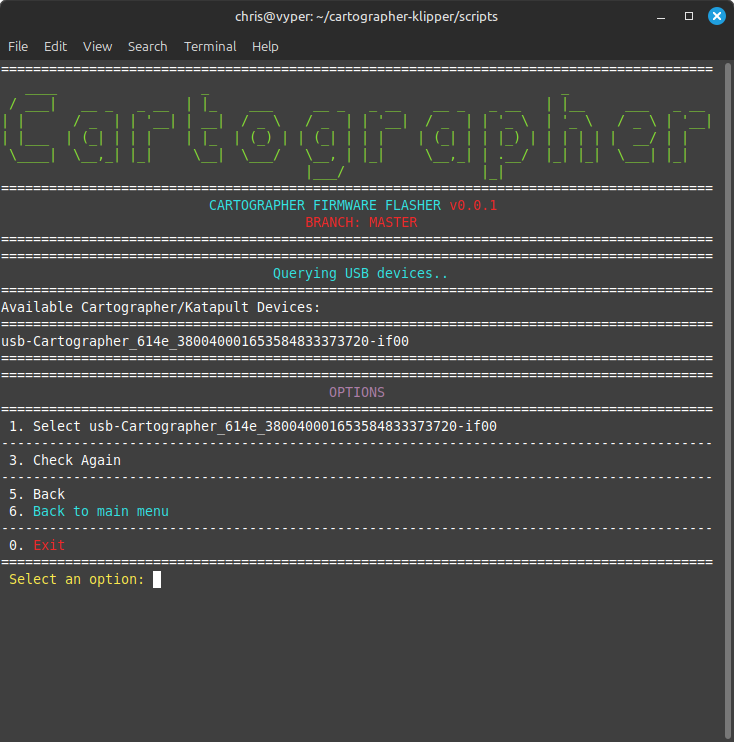 chris@vyper: ~/cartographer-klipper/scripts
File Edit View Search Terminal Help
Cartographer
CARTOGRAPHER FIRMWARE FLASHER v0.0.1
BRANCH: MASTER
Querying USB devices..
Available Cartographer/Katapult Devices:
usb-Cartographer_614e_380040001653584833373720-if00
OPTIONS
1. Select usb-Cartographer_614e_380040001653584833373720-if00
3. Check Again
5. Back
6. Back to main menu
0. Exit
Select an option: